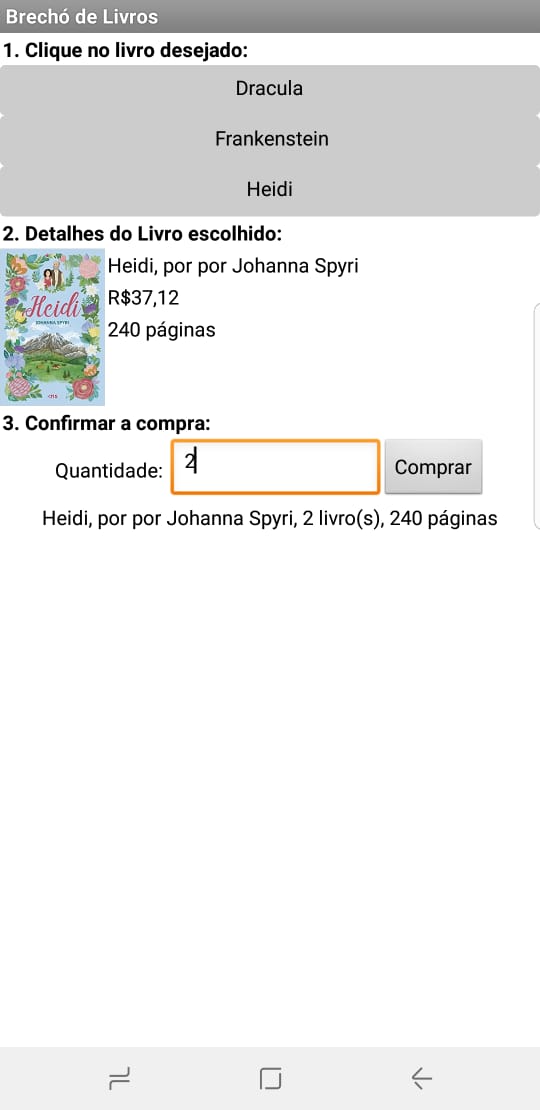 Brechó de Livros
1. Clique no livro desejado:
Dracula
Frankenstein
Heidi
2. Detalhes do Livro escolhido:
Heidi
JOHANNA SPYRI
Heidi, por por Johanna Spyri
R$37,12
240 páginas
3. Confirmar a compra:
Quantidade: 2 Comprar
Heidi, por por Johanna Spyri, 2 livro(s), 240 páginas